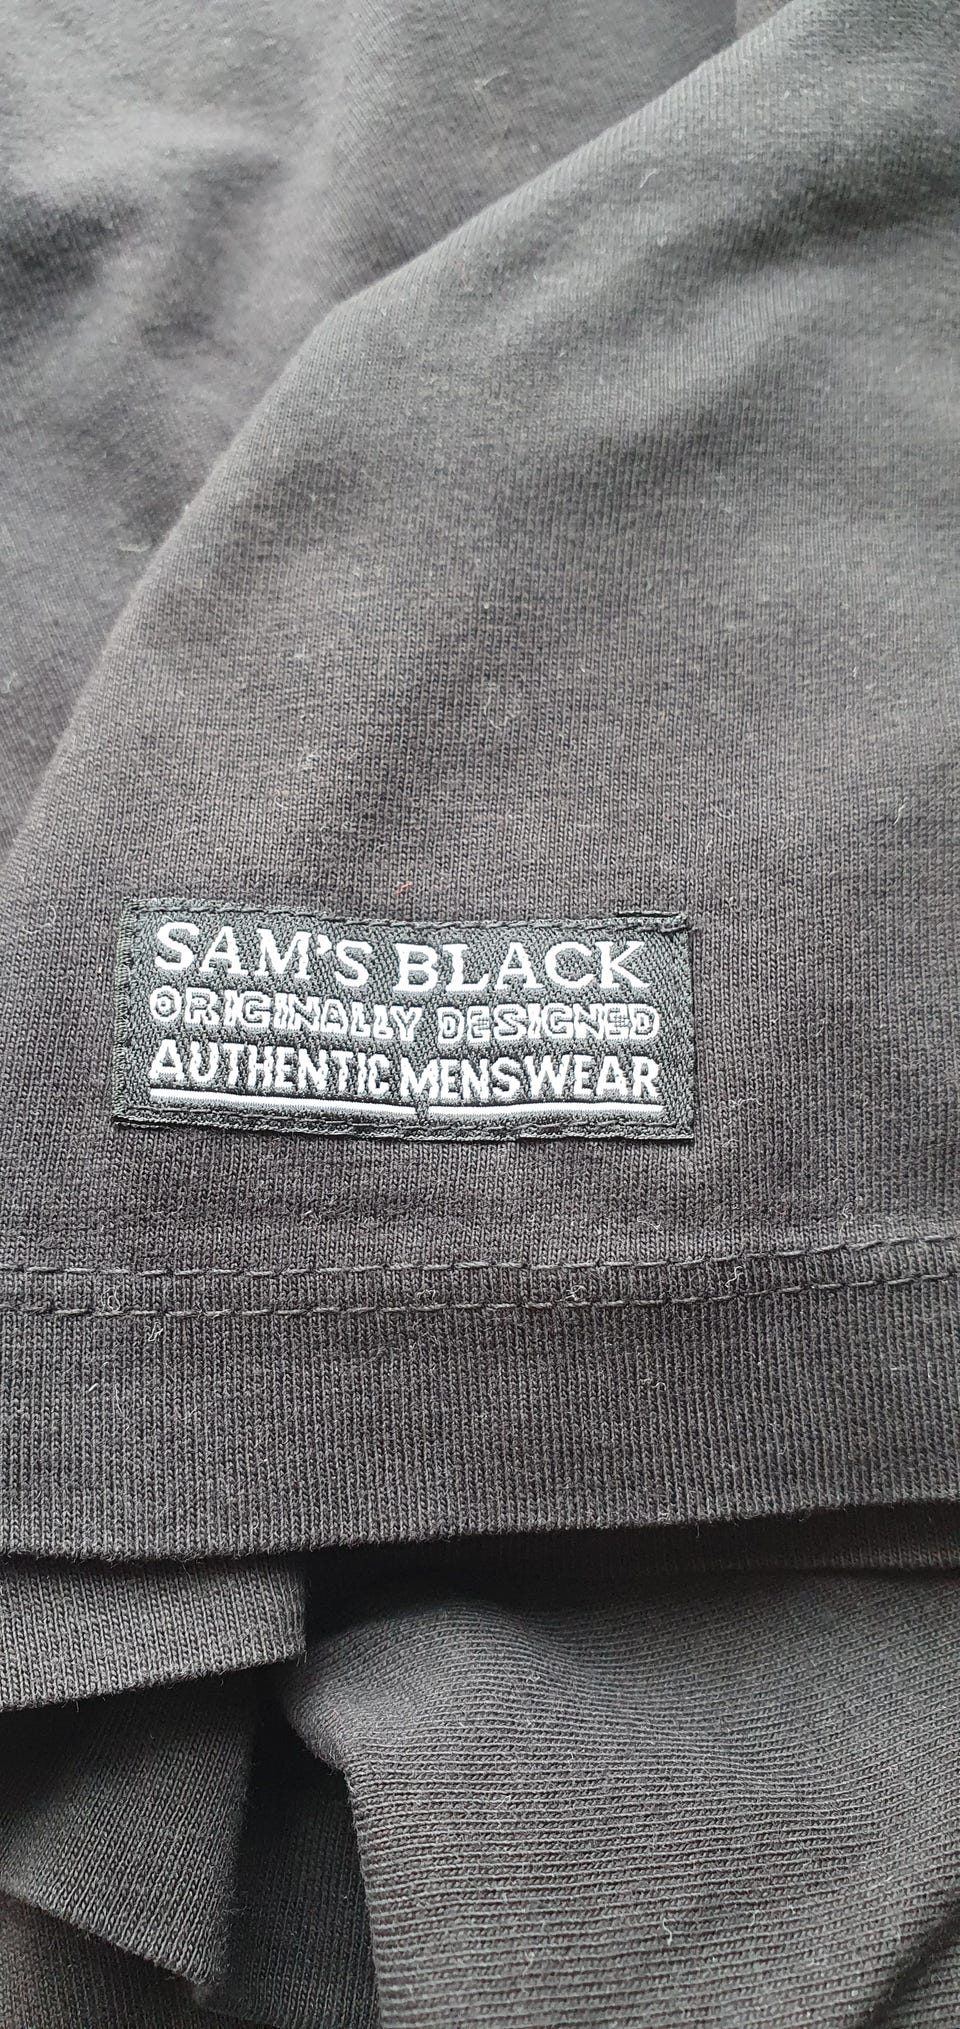 SAM'S BLACK
ORIGINALLY DESIGNED
AUTHENTIC MENSWEAR